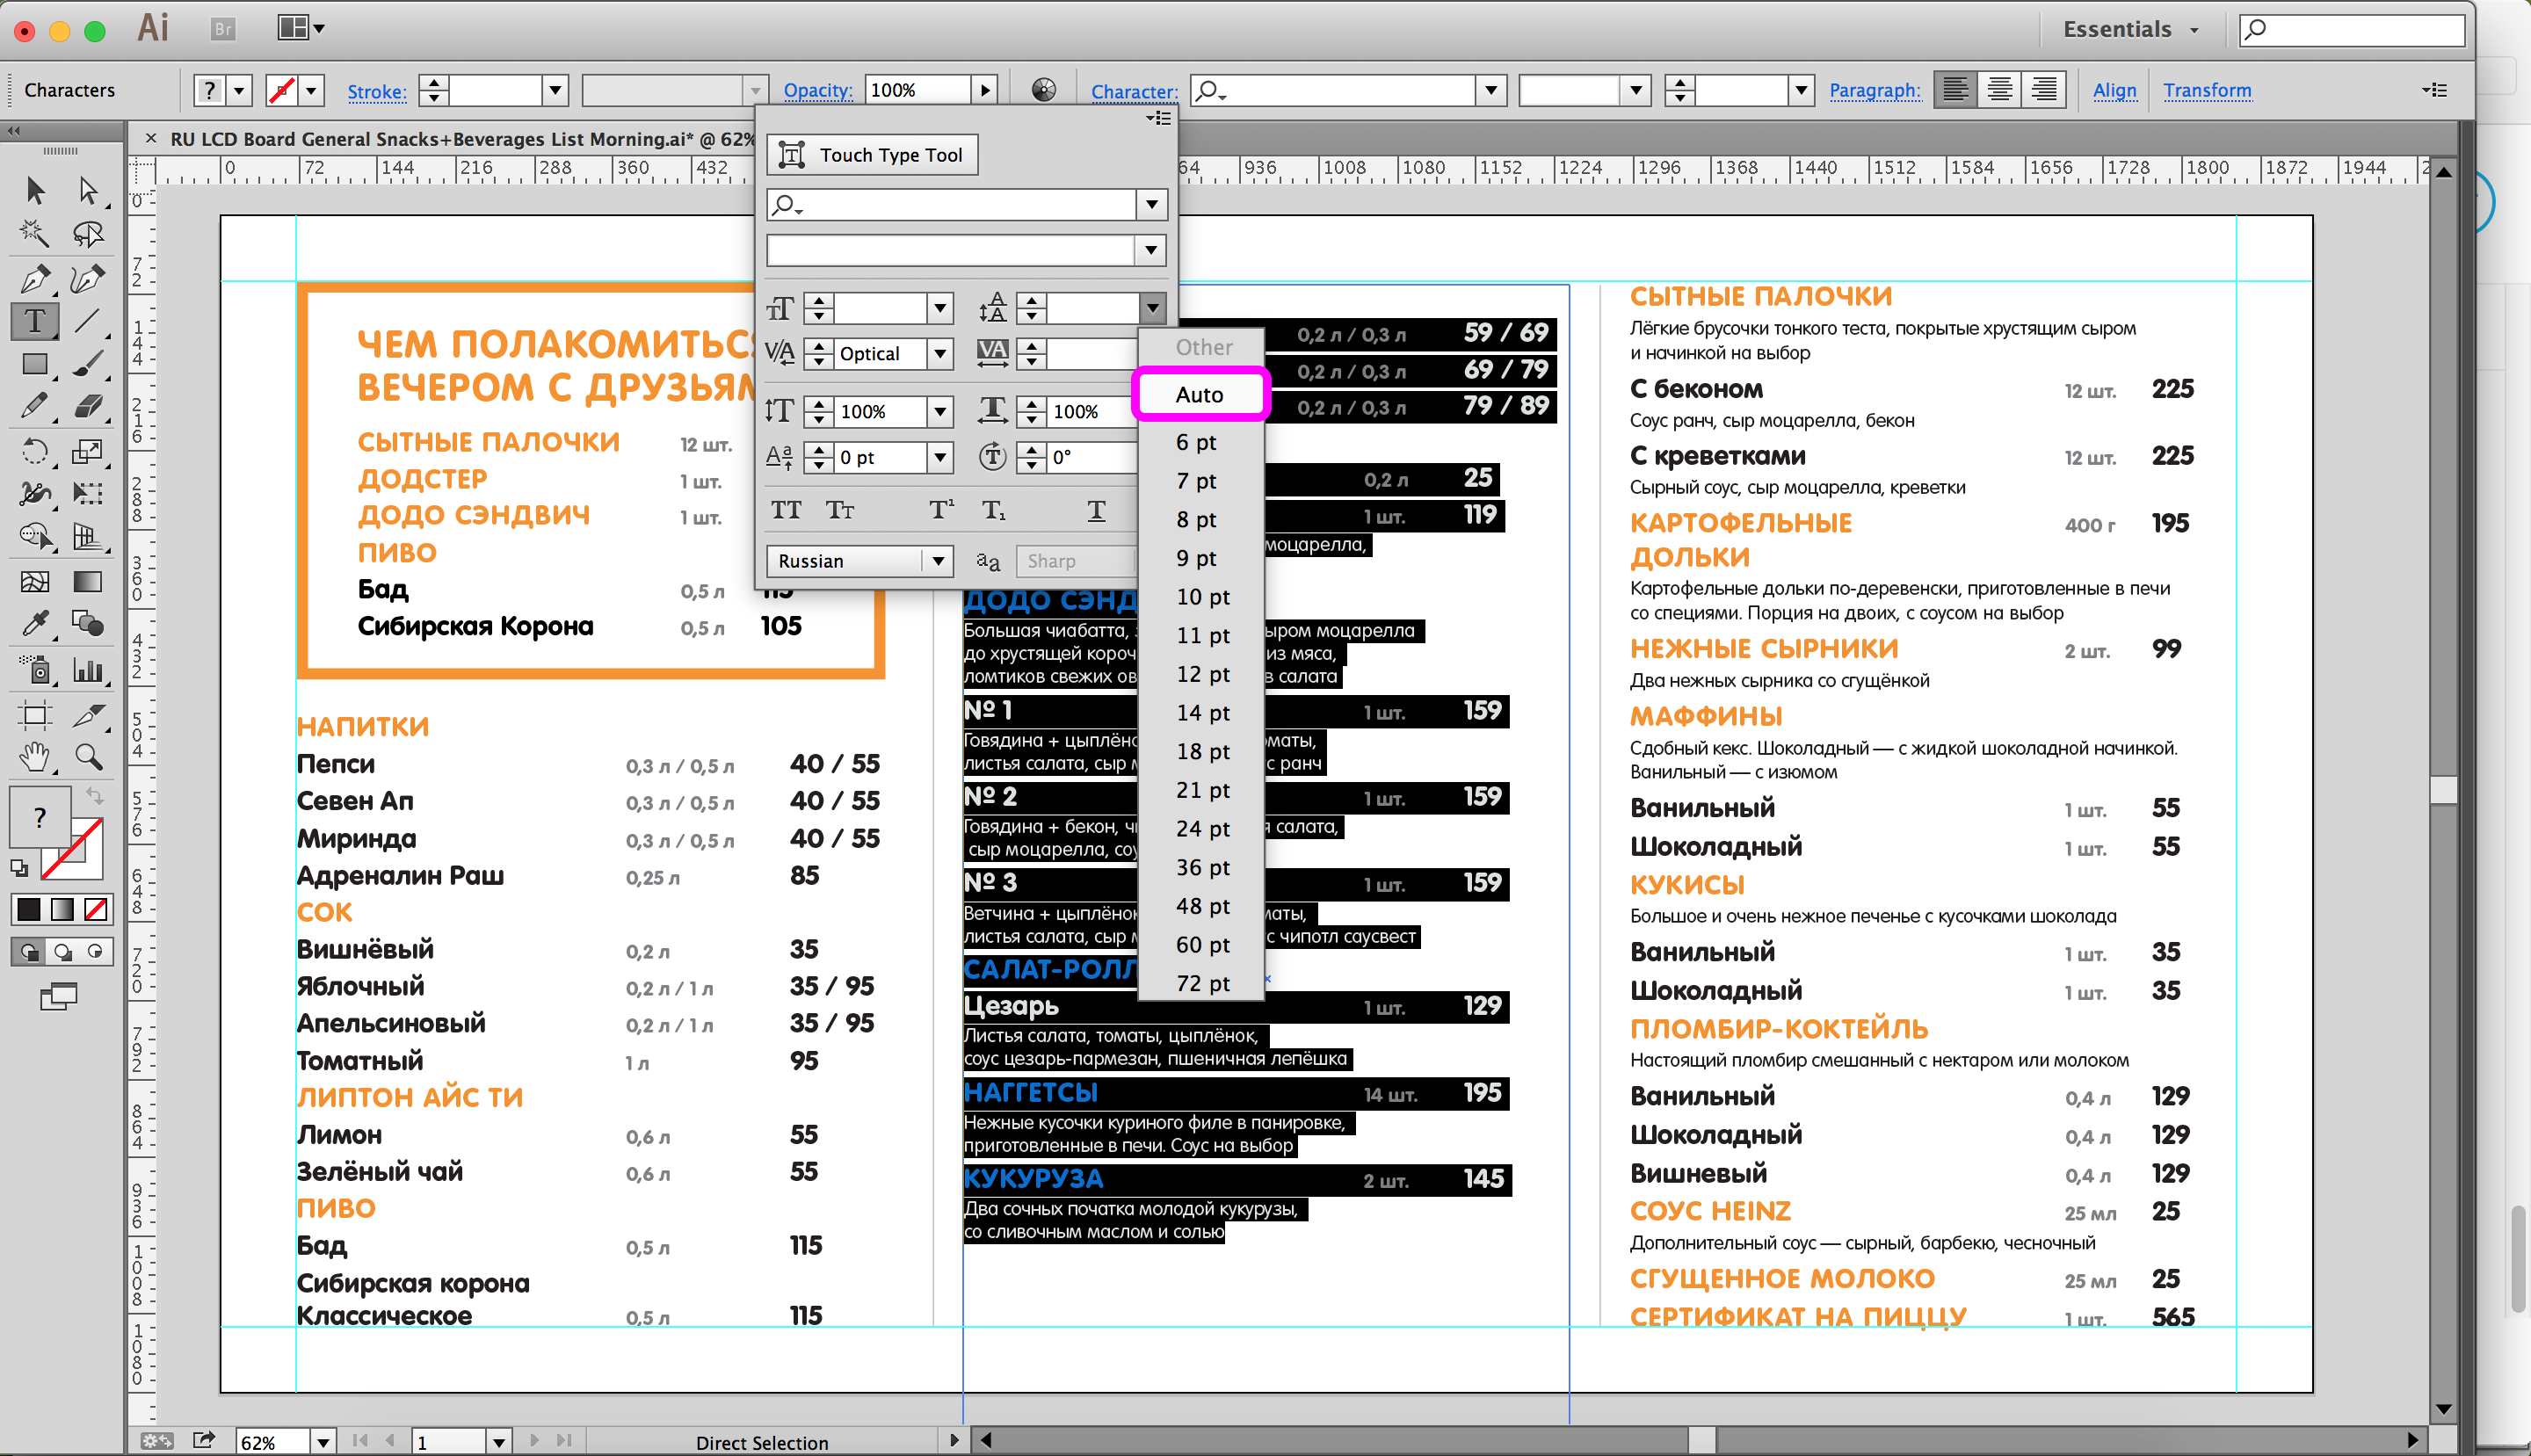 Ai
Br
Essentials
Characters
?
Stroke:
Opacity:
100%
Character:
Paragraph:
Align
Transform
× RU LCD Board General Snacks+Beverages List Morning.ai* @ 62%
0 72 144 216 288 360 432
936 1008 1080 1152 1224 1296 1368 1440 1512 1584 1656 1728 1800 1872 1944
Touch Type Tool
Optical
100%
100%
0 pt
0°
Russian
Sharp
Other
Auto
6 pt
7 pt
8 pt
9 pt
10 pt
11 pt
12 pt
14 pt
18 pt
21 pt
24 pt
36 pt
48 pt
60 pt
72 pt
ЧЕМ ПОЛАКОМИТЬС
ВЕЧЕРОМ С ДРУЗЬЯМ
СЫТНЫЕ ПАЛОЧКИ 12 шт.
ДОДСТЕР 1 шт.
ДОДО СЭНДВИЧ 1 шт.
ПИВО
Бад 0,5 л 115
Сибирская Корона 0,5 л 105
НАПИТКИ
Пепси 0,3 л / 0,5 л 40 / 55
Севен Ап 0,3 л / 0,5 л 40 / 55
Миринда 0,3 л / 0,5 л 40 / 55
Адреналин Раш 0,25 л 85
СОК
Вишнёвый 0,2 л 35
Яблочный 0,2 л / 1 л 35 / 95
Апельсиновый 0,2 л / 1 л 35 / 95
Томатный 1 л 95
ЛИПТОН АЙС ТИ
Лимон 0,6 л 55
Зелёный чай 0,6 л 55
ПИВО
Бад 0,5 л 115
Сибирская корона
Классическое 0,5 л 115
0,2 л / 0,3 л 59 / 69
0,2 л / 0,3 л 69 / 79
0,2 л / 0,3 л 79 / 89
0,2 л 25
1 шт. 119
моцарелла,
ДОДО СЭНД
Большая чиабатта, ыром моцарелла
до хрустящей короч из мяса,
ломтиков свежих ов в салата
№ 1 1 шт. 159
Говядина + цыплёно маты,
листья салата, сыр м с ранч
№ 2 1 шт. 159
Говядина + бекон, ч я салата,
сыр моцарелла, соу
№ 3 1 шт. 159
Ветчина + цыплёнок маты,
листья салата, сыр м с чипотл саусвест
САЛАТ-РОЛЛ
Цезарь 1 шт. 129
Листья салата, томаты, цыплёнок,
соус цезарь-пармезан, пшеничная лепёшка
НАГГЕТСЫ 14 шт. 195
Нежные кусочки куриного филе в панировке,
приготовленные в печи. Соус на выбор
КУКУРУЗА 2 шт. 145
Два сочных початка молодой кукурузы,
со сливочным маслом и солью
СЫТНЫЕ ПАЛОЧКИ
Лёгкие брусочки тонкого теста, покрытые хрустящим сыром
и начинкой на выбор
С беконом 12 шт. 225
Соус ранч, сыр моцарелла, бекон
С креветками 12 шт. 225
Сырный соус, сыр моцарелла, креветки
КАРТОФЕЛЬНЫЕ 400 г 195
ДОЛЬКИ
Картофельные дольки по-деревенски, приготовленные в печи
со специями. Порция на двоих, с соусом на выбор
НЕЖНЫЕ СЫРНИКИ 2 шт. 99
Два нежных сырника со сгущёнкой
МАФФИНЫ
Сдобный кекс. Шоколадный — с жидкой шоколадной начинкой.
Ванильный — с изюмом
Ванильный 1 шт. 55
Шоколадный 1 шт. 55
КУКИСЫ
Большое и очень нежное печенье с кусочками шоколада
Ванильный 1 шт. 35
Шоколадный 1 шт. 35
ПЛОМБИР-КОКТЕЙЛЬ
Настоящий пломбир смешанный с нектаром или молоком
Ванильный 0,4 л 129
Шоколадный 0,4 л 129
Вишневый 0,4 л 129
СОУС HEINZ 25 мл 25
Дополнительный соус — сырный, барбекю, чесночный
СГУЩЕННОЕ МОЛОКО 25 мл 25
СЕРТИФИКАТ НА ПИЦЦУ 1 шт. 565
62%
1
Direct Selection